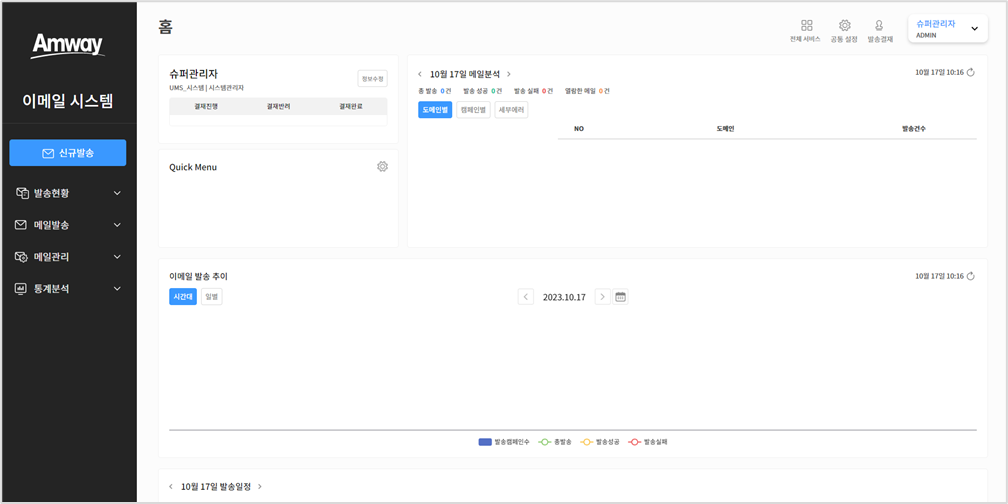 Amway
이메일 시스템
신규발송
발송현황
메일발송
메일관리
통계분석
홈
전체 서비스
공통 설정
발송결재
슈퍼관리자
ADMIN
슈퍼관리자
정보수정
UMS_시스템 | 시스템관리자
결재진행 결재반려 결재완료
Quick Menu
10월 17일 메일분석
10월 17일 10:16
총 발송 0 건 발송 성공 0 건 발송 실패 0 건 열람한 메일 0 건
도메인별 캠페인별 세부에러
NO 도메인 발송건수
이메일 발송 추이
10월 17일 10:16
시간대 일별
2023.10.17
발송캠페인수 총발송 발송성공 발송실패
10월 17일 발송일정